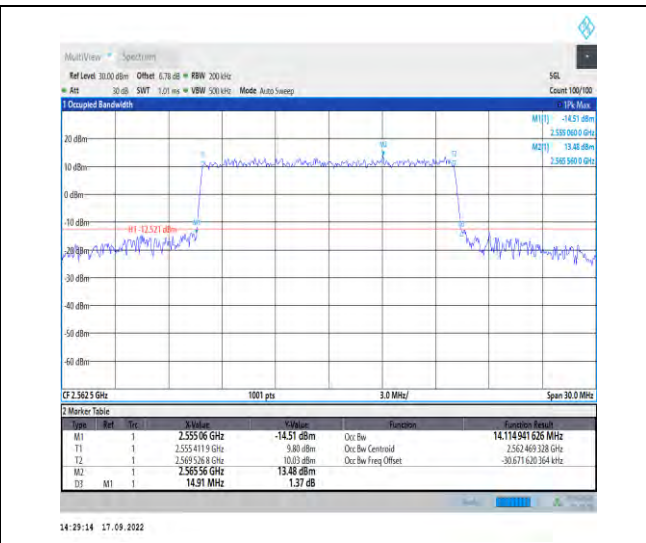 MultiView Spectrum
Ref Level 30.00 dBm Offset 6.78 dB RBW 200 kHz SGL
Att 30 dB SWT 1.01 ms VBW 500 kHz Mode Auto Sweep Count 100/100
1 Occupied Bandwidth 1Pk Max
M1[1] -14.51 dBm
2.555 060 0 GHz
M2[1] 13.48 dBm
2.565 560 0 GHz
20 dBm
10 dBm
0 dBm
-10 dBm
H1 -12.521 dBm
-20 dBm
-30 dBm
-40 dBm
-50 dBm
-60 dBm
T1
M2
T2
M1
D3
CF 2.562 5 GHz 1001 pts 3.0 MHz/ Span 30.0 MHz
2 Marker Table
Type Ref Trc X-Value Y-Value Function Function Result
M1 1 2.555 06 GHz -14.51 dBm Occ Bw 14.114 941 626 MHz
T1 1 2.555 411 9 GHz 9.80 dBm Occ Bw Centroid 2.562 469 328 GHz
T2 1 2.569 526 8 GHz 10.03 dBm Occ Bw Freq Offset -30.671 620 364 kHz
M2 1 2.565 56 GHz 13.48 dBm
D3 M1 1 14.91 MHz 1.37 dB
14:29:14 17.09.2022